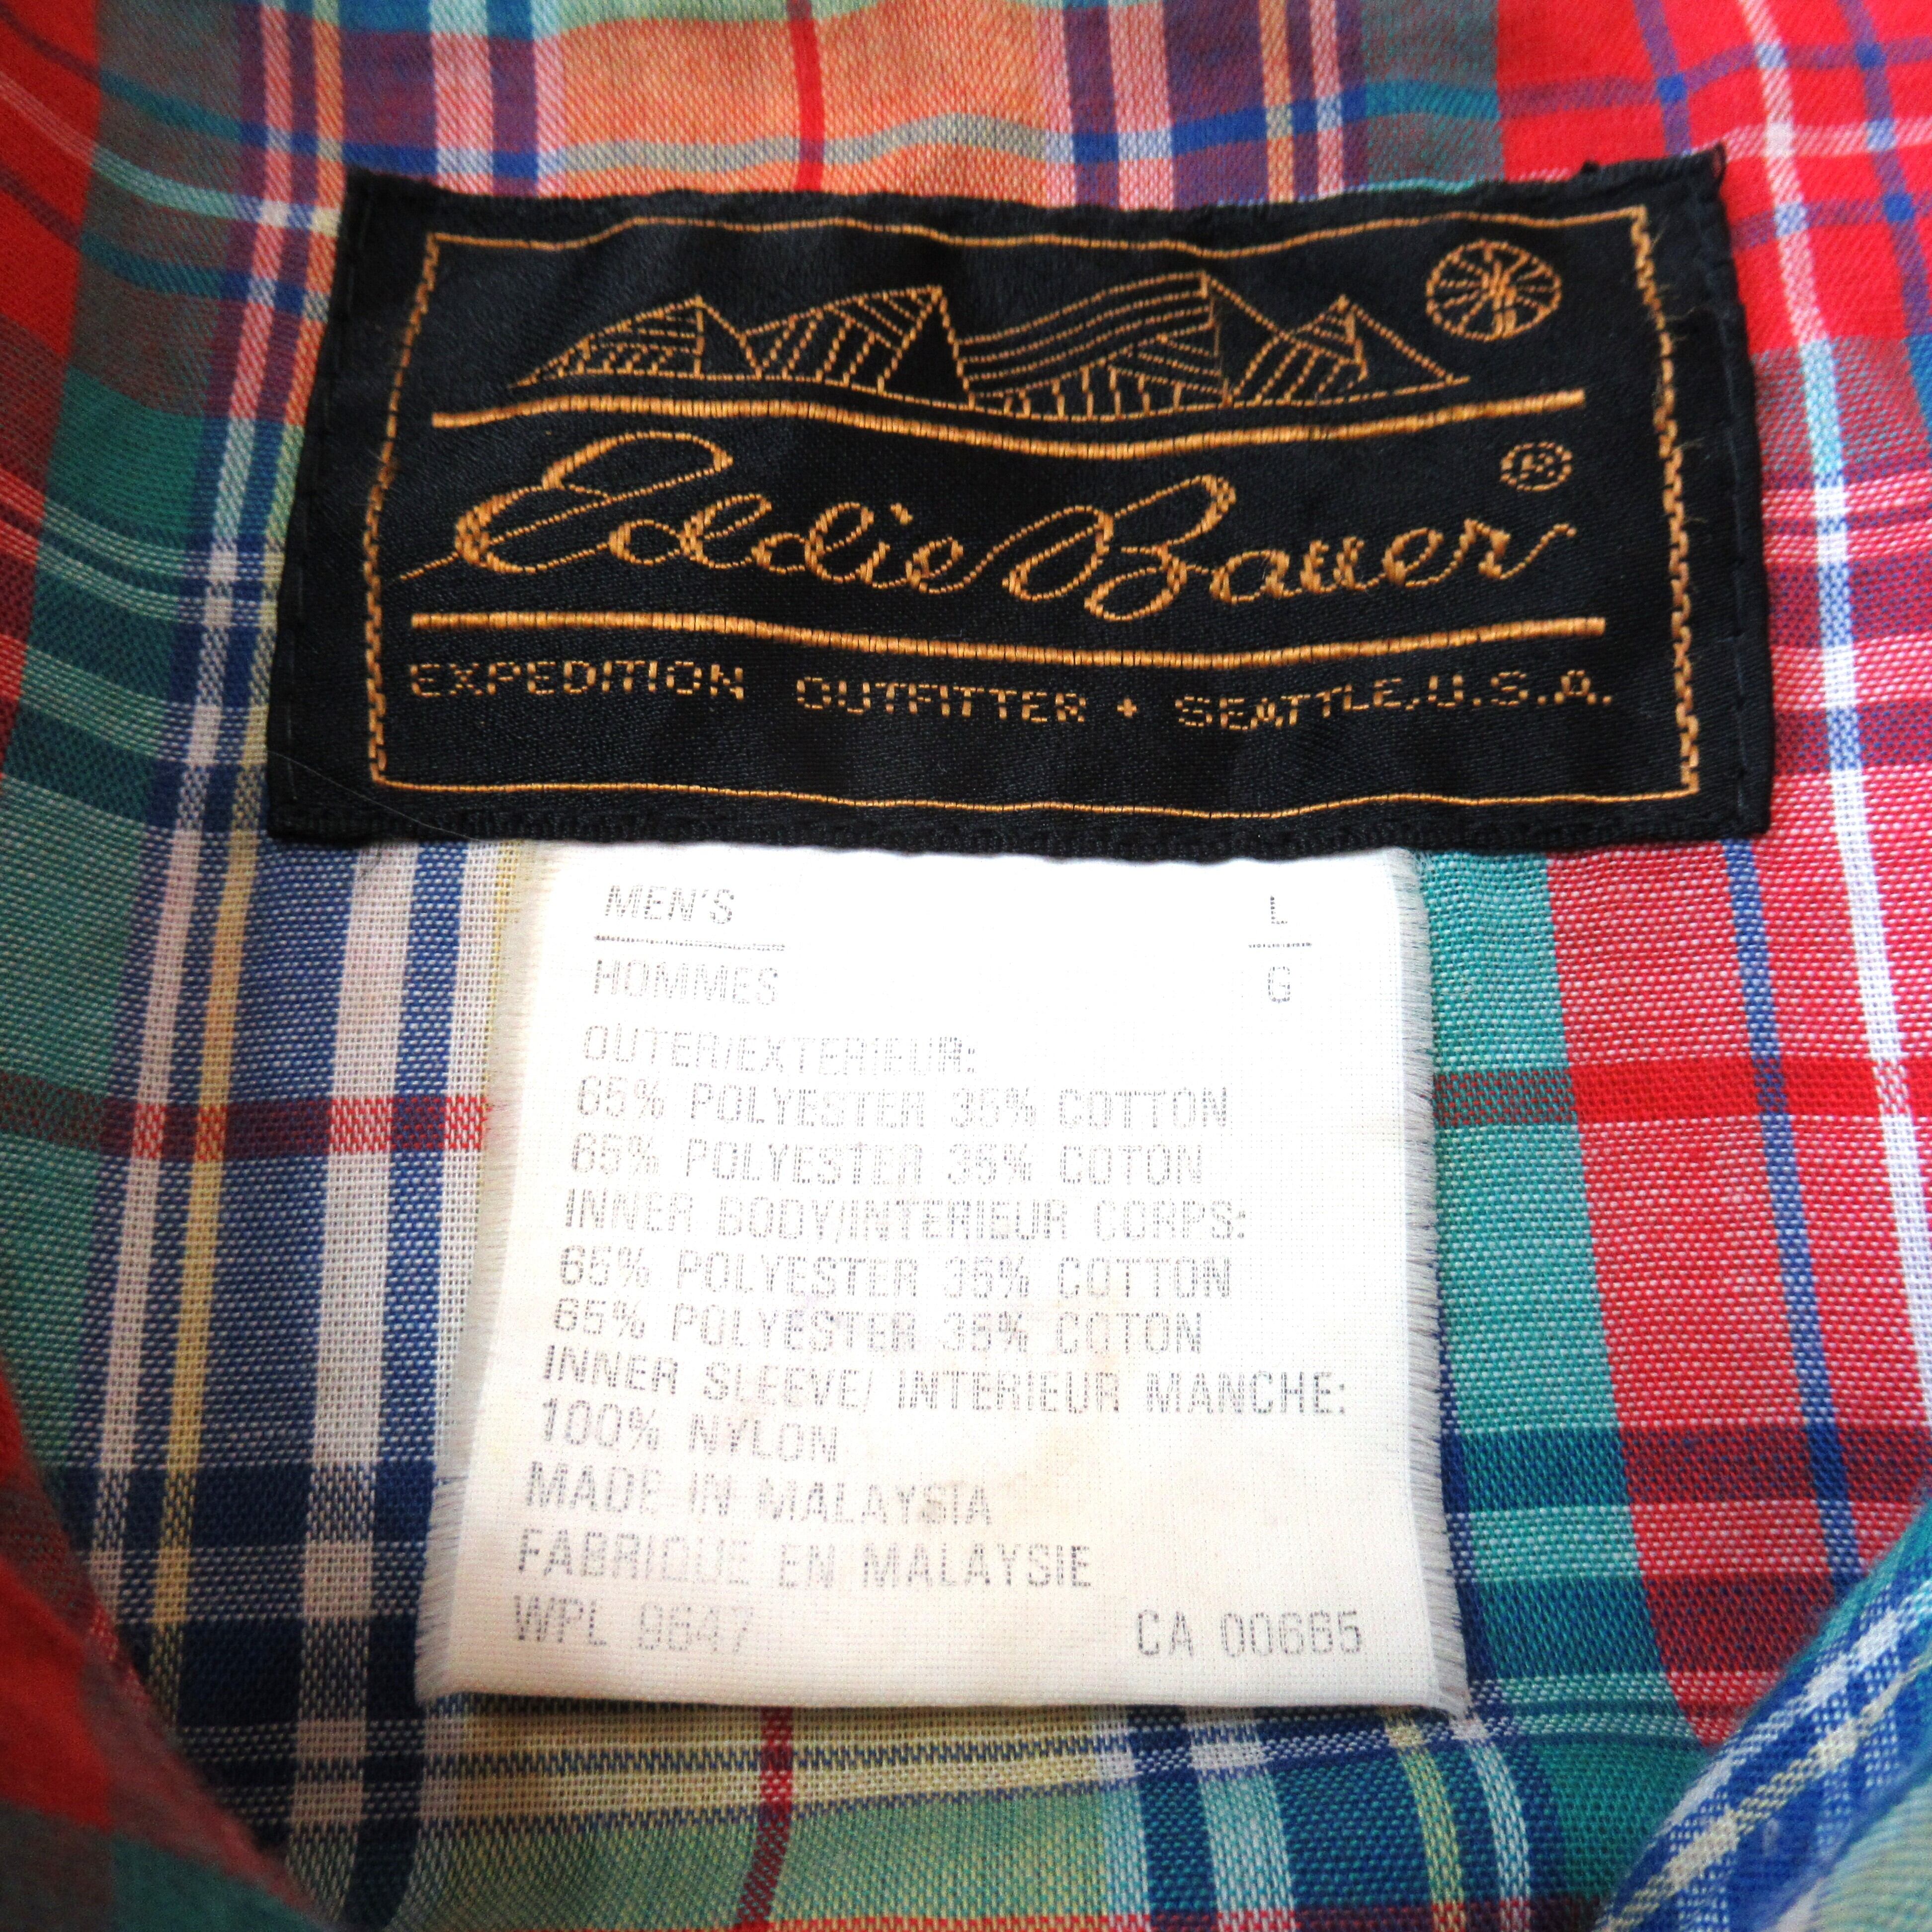 Eddie Bauer®
EXPEDITION OUTFITTER + SEATTLE, U.S.A.
MEN'S L
HOMMES G
OUTER/EXTERIEUR:
65% POLYESTER 35% COTTON
65% POLYESTER 35% COTON
INNER BODY/INTERIEUR CORPS:
65% POLYESTER 35% COTTON
65% POLYESTER 35% COTON
INNER SLEEVE/ INTERIEUR MANCHE:
100% NYLON
MADE IN MALAYSIA
FABRIQUE EN MALAYSIE
WPL 9647 CA 00665